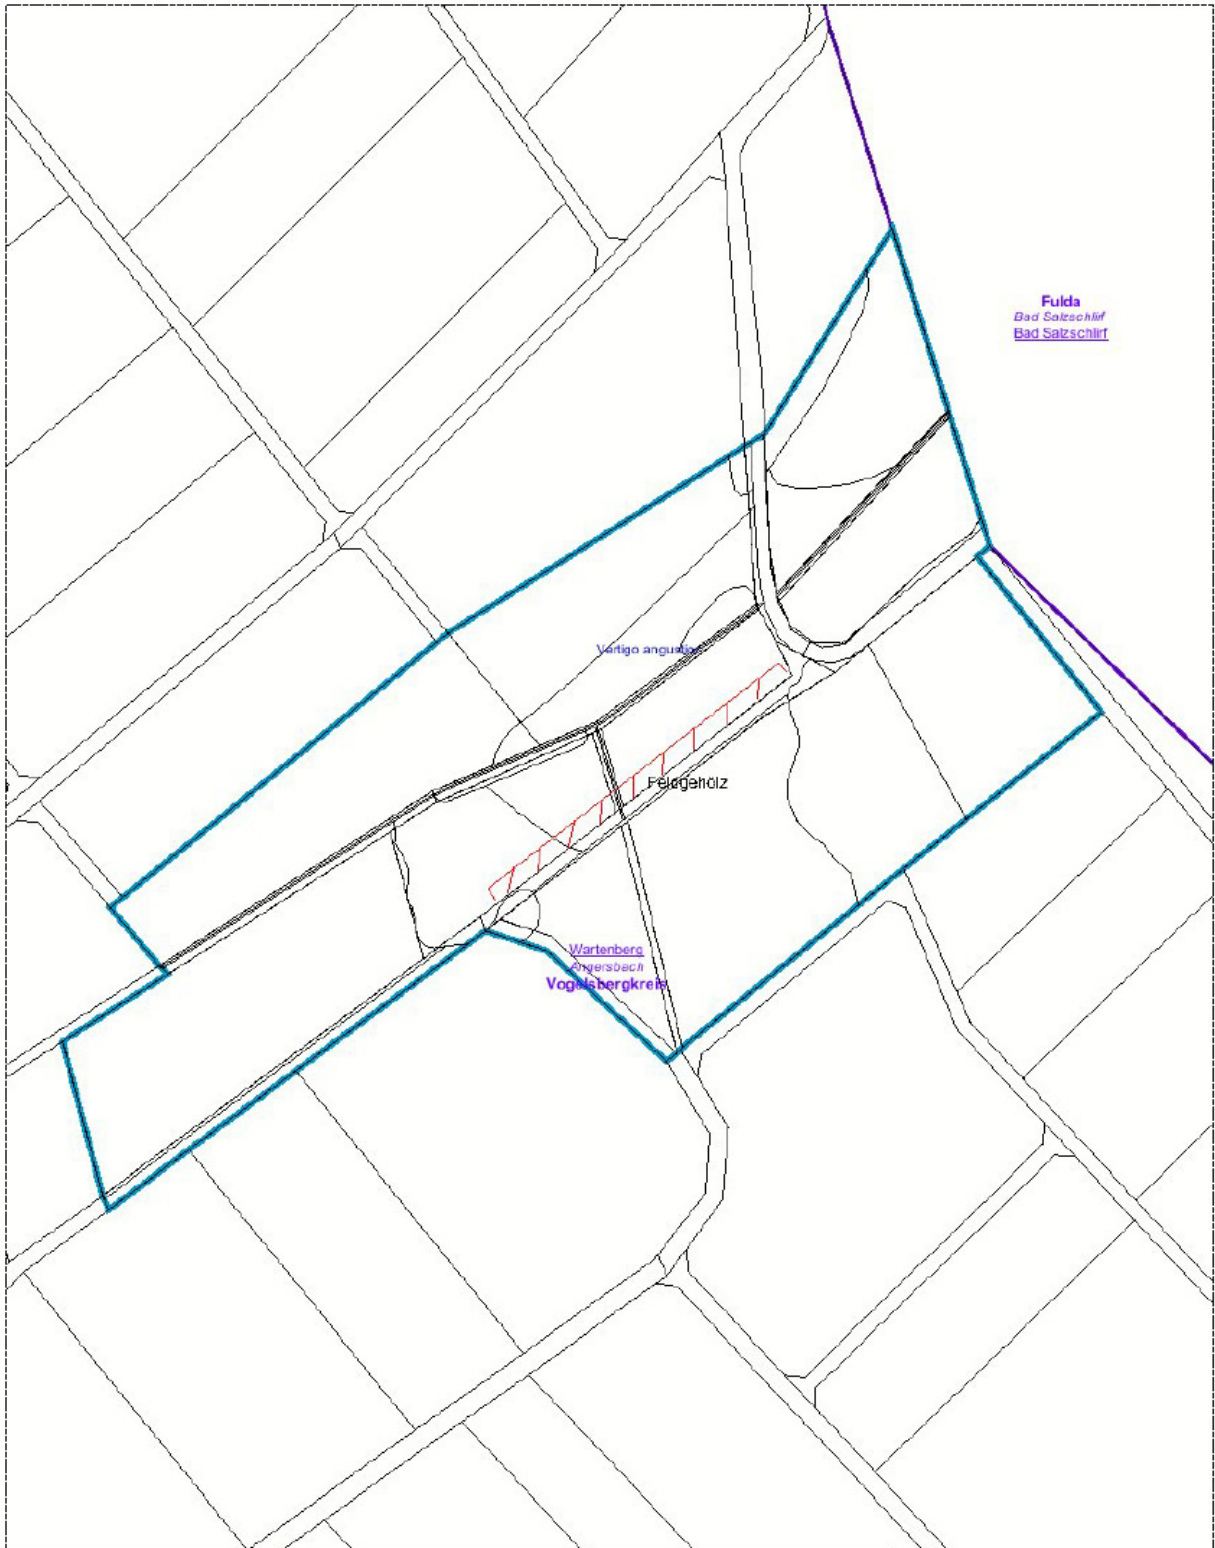 Fulda
Bad Salzschlirf
Bad Salzschlirf
Vertigo angustior
Feldgehölz
Wartenberg
Angersbach
Vogelsbergkreis